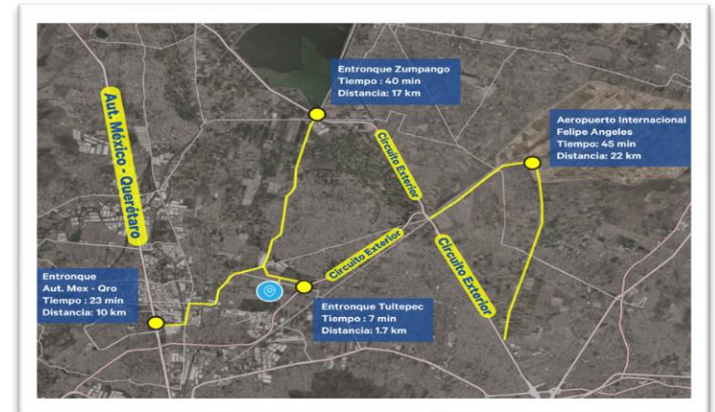 Entronque Zumpango
Tiempo : 40 min
Distancia: 17 km
Aeropuerto Internacional
Felipe Angeles
Tiempo: 45 min
Distancia: 22 km
Aut. México - Querétaro
Circuito Exterior
Circuito Exterior
Circuito Exterior
Entronque
Aut. Mex - Qro
Tiempo : 23 min
Distancia: 10 km
Entronque Tultepec
Tiempo : 7 min
Distancia: 1.7 km